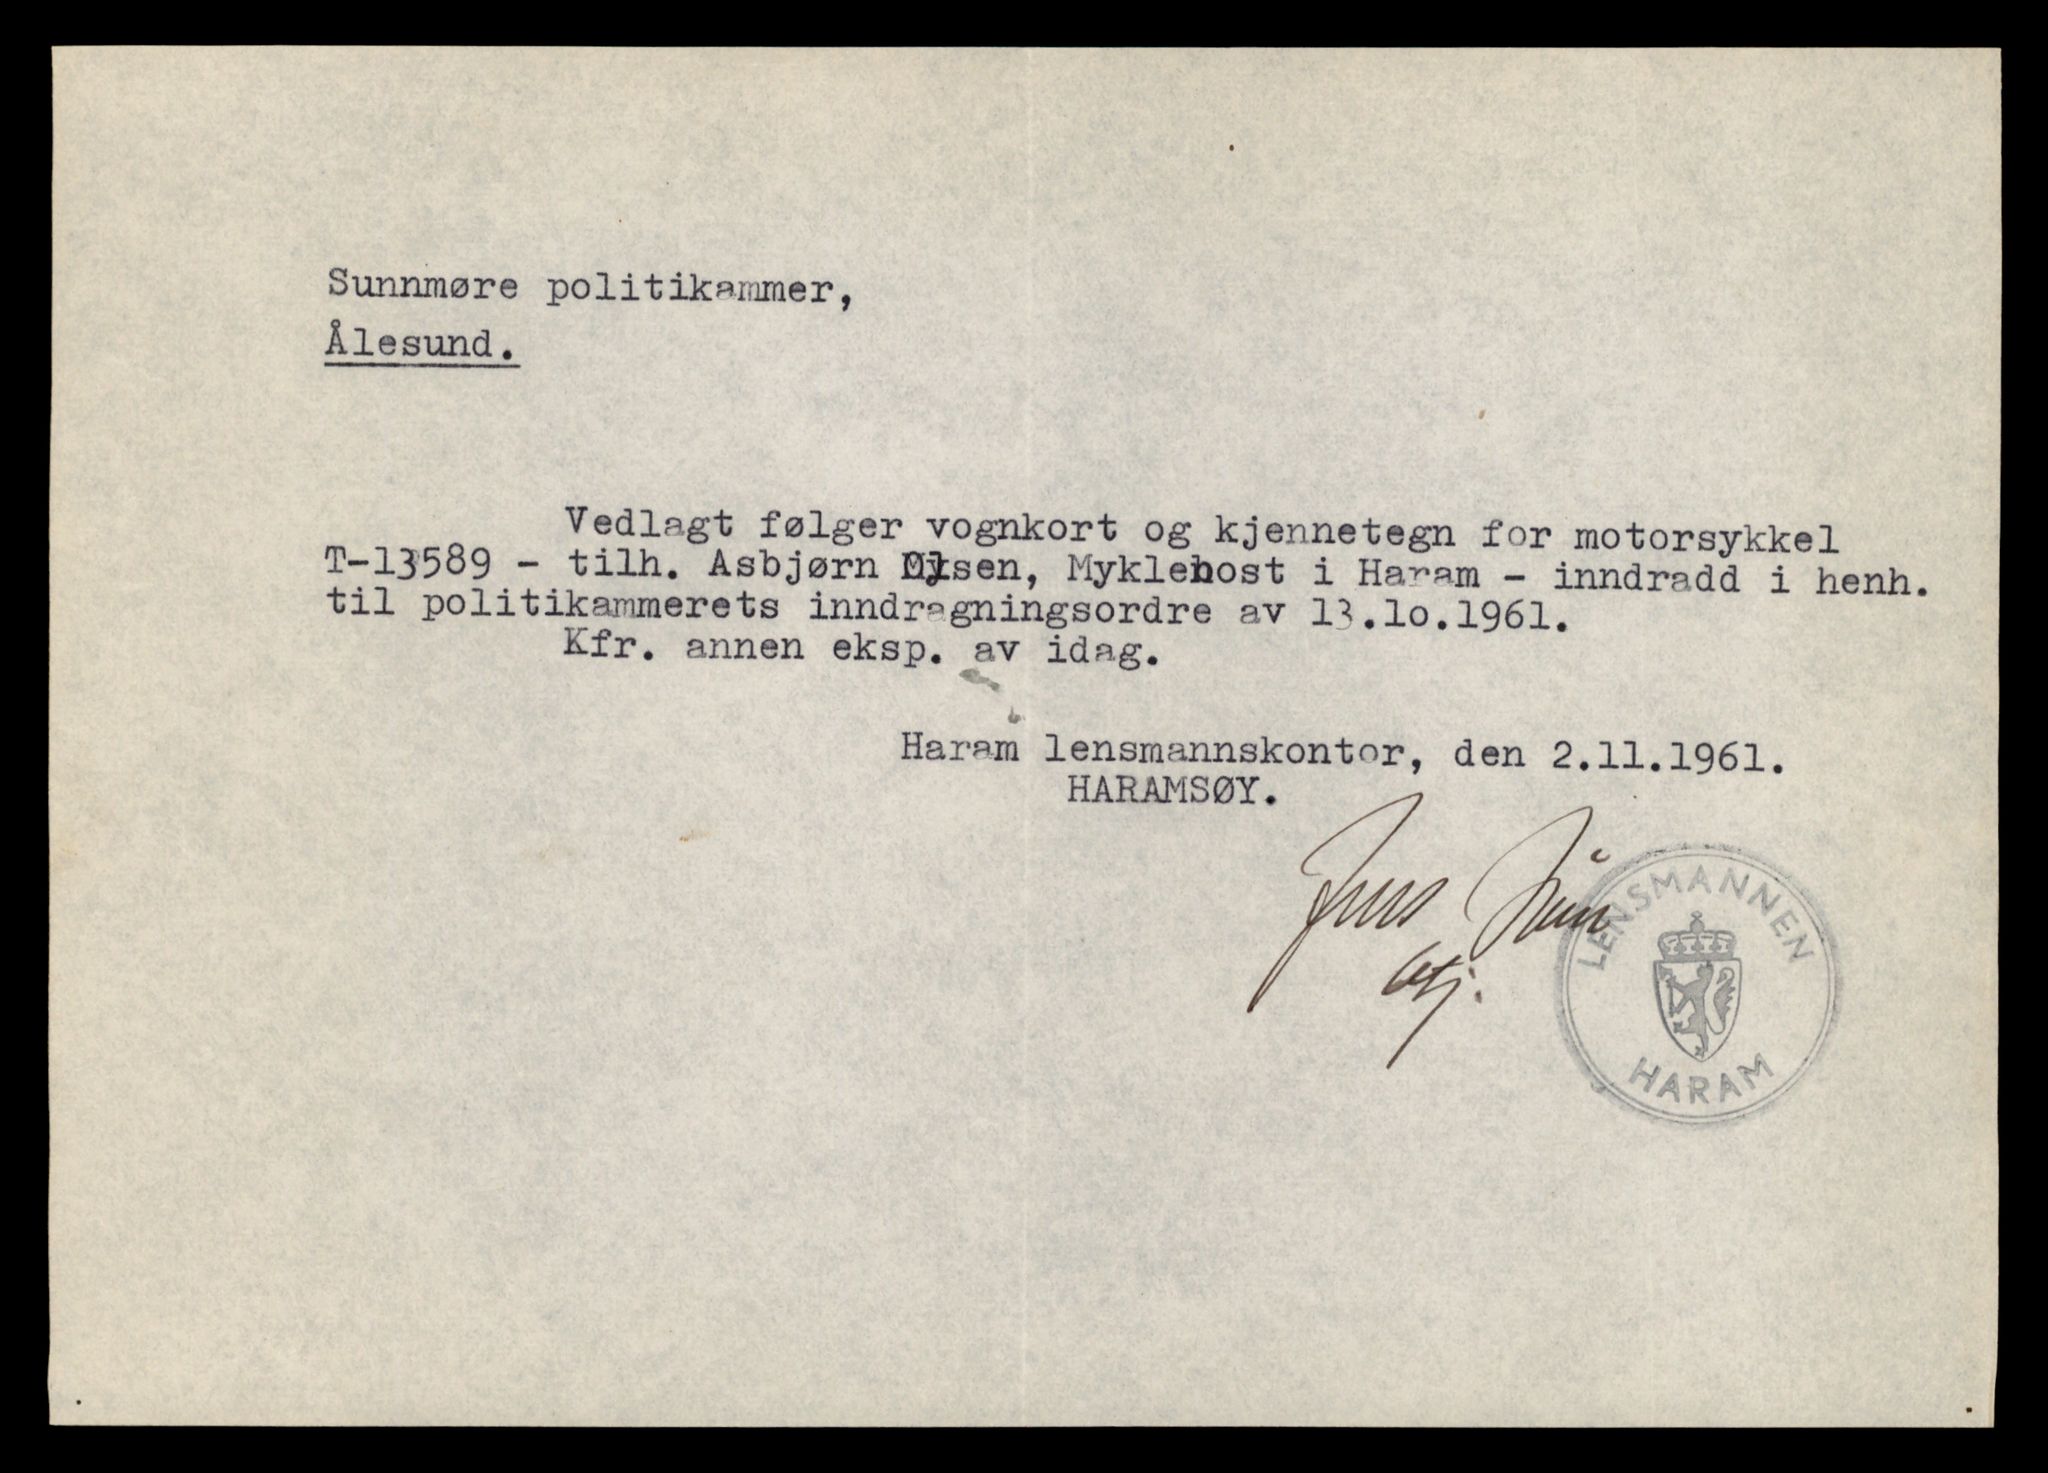 Sunnmøre politikammer,
Ålesund.
Vedlagt følger vognkort og kjennetegn for motorsykkel
T-13589 - tilh. Asbjørn Olsen, Myklebost i Haram - inndradd i henh.
til politikammerets inndragningsordre av 13.10.1961.
Kfr. annen eksp. av idag.
Haram lensmannskontor, den 2.11.1961.
HARAMSØY.
Jens
btj.
LENSMANNEN
HARAM